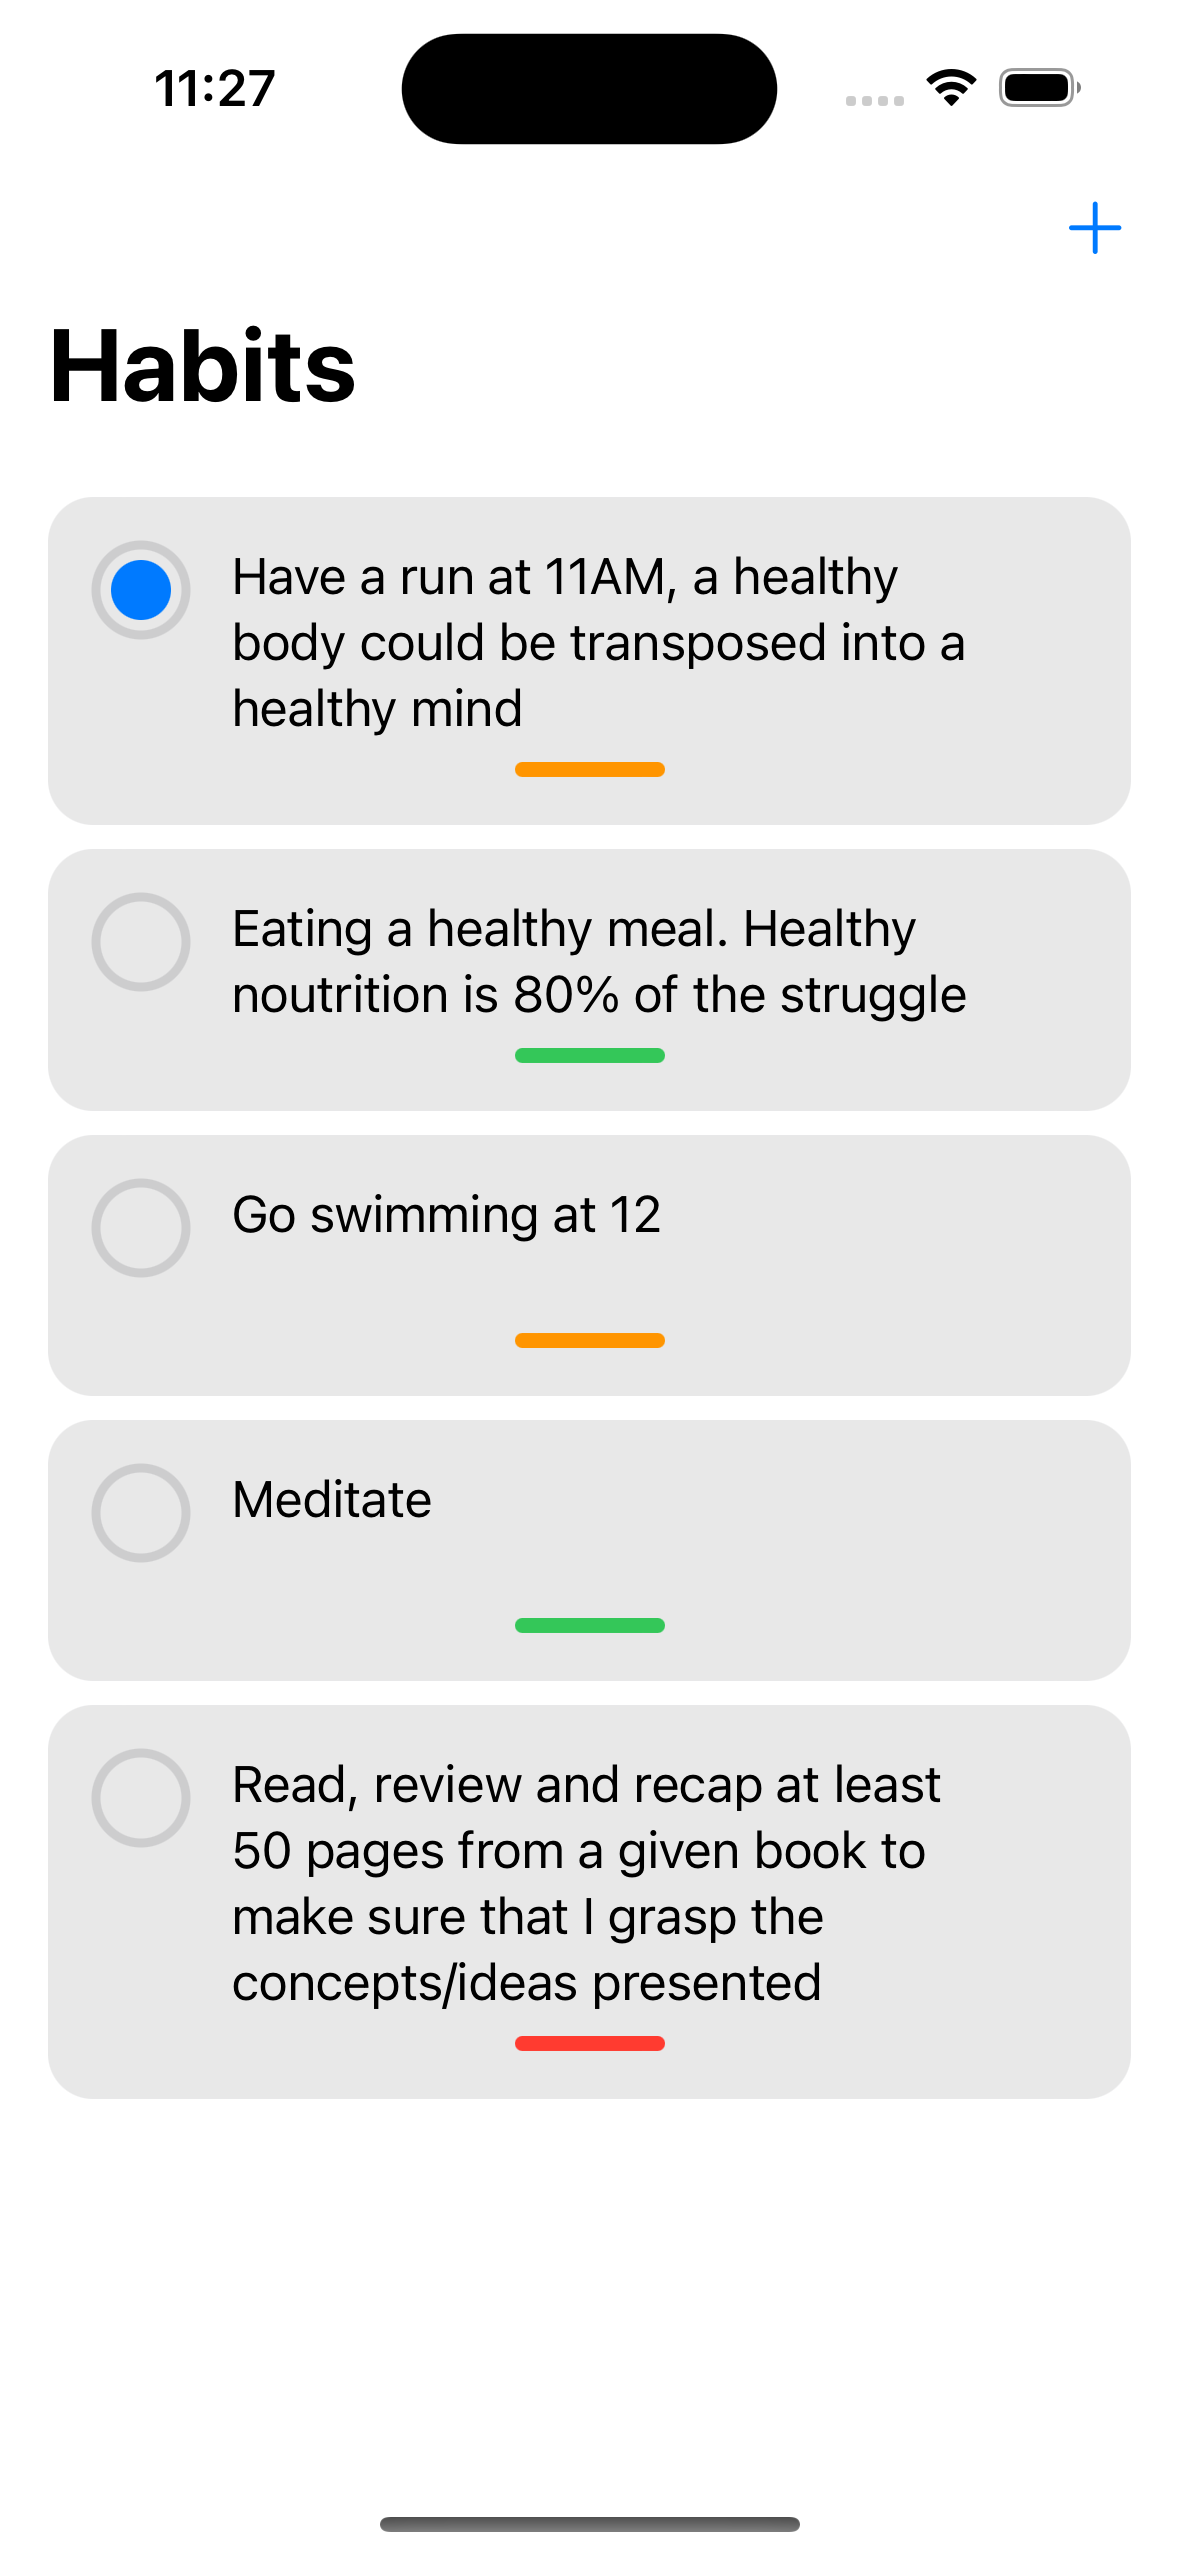 11:27
Habits
Have a run at 11AM, a healthy
body could be transposed into a
healthy mind
Eating a healthy meal. Healthy
noutrition is 80% of the struggle
Go swimming at 12
Meditate
Read, review and recap at least
50 pages from a given book to
make sure that I grasp the
concepts/ideas presented